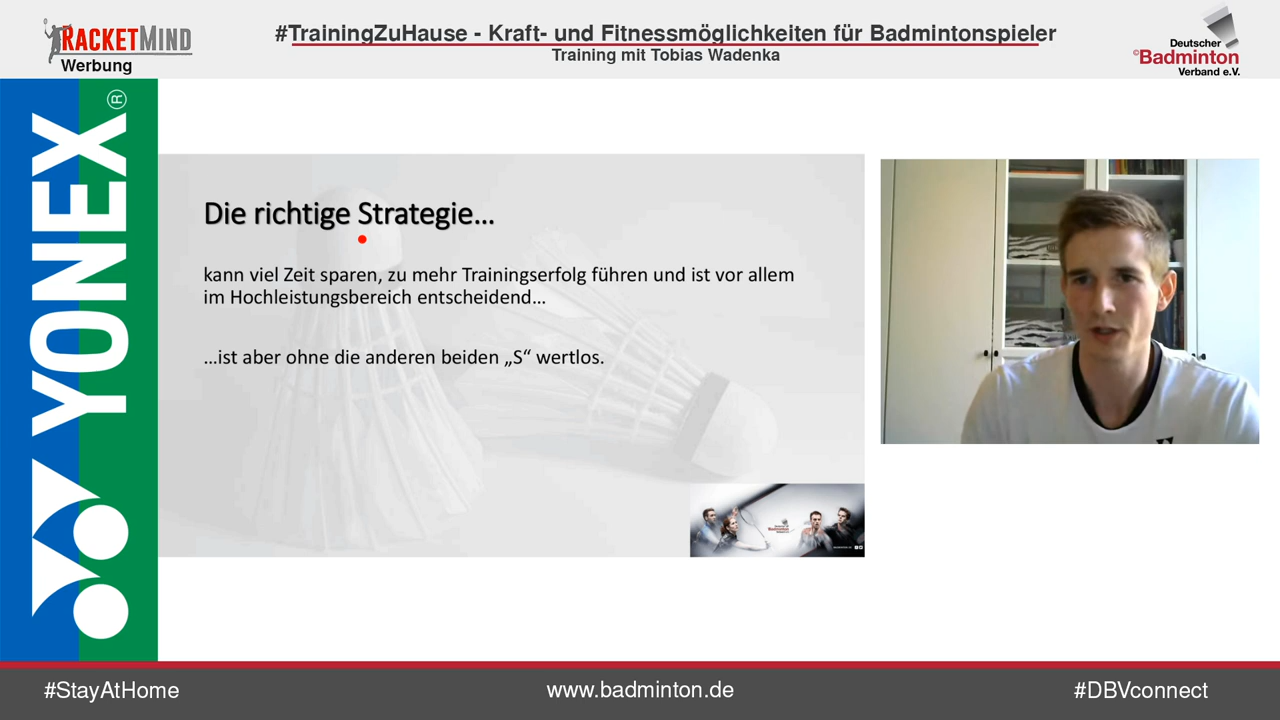 RACKETMIND
Werbung
#TrainingZuHause - Kraft- und Fitnessmöglichkeiten für Badmintonspieler
Training mit Tobias Wadenka
Deutscher
©Badminton
Verband e.V.
YONEX®
Die richtige Strategie...
kann viel Zeit sparen, zu mehr Trainingserfolg führen und ist vor allem
im Hochleistungsbereich entscheidend...
...ist aber ohne die anderen beiden „S“ wertlos.
Badminton
#StayAtHome
www.badminton.de
#DBVconnect